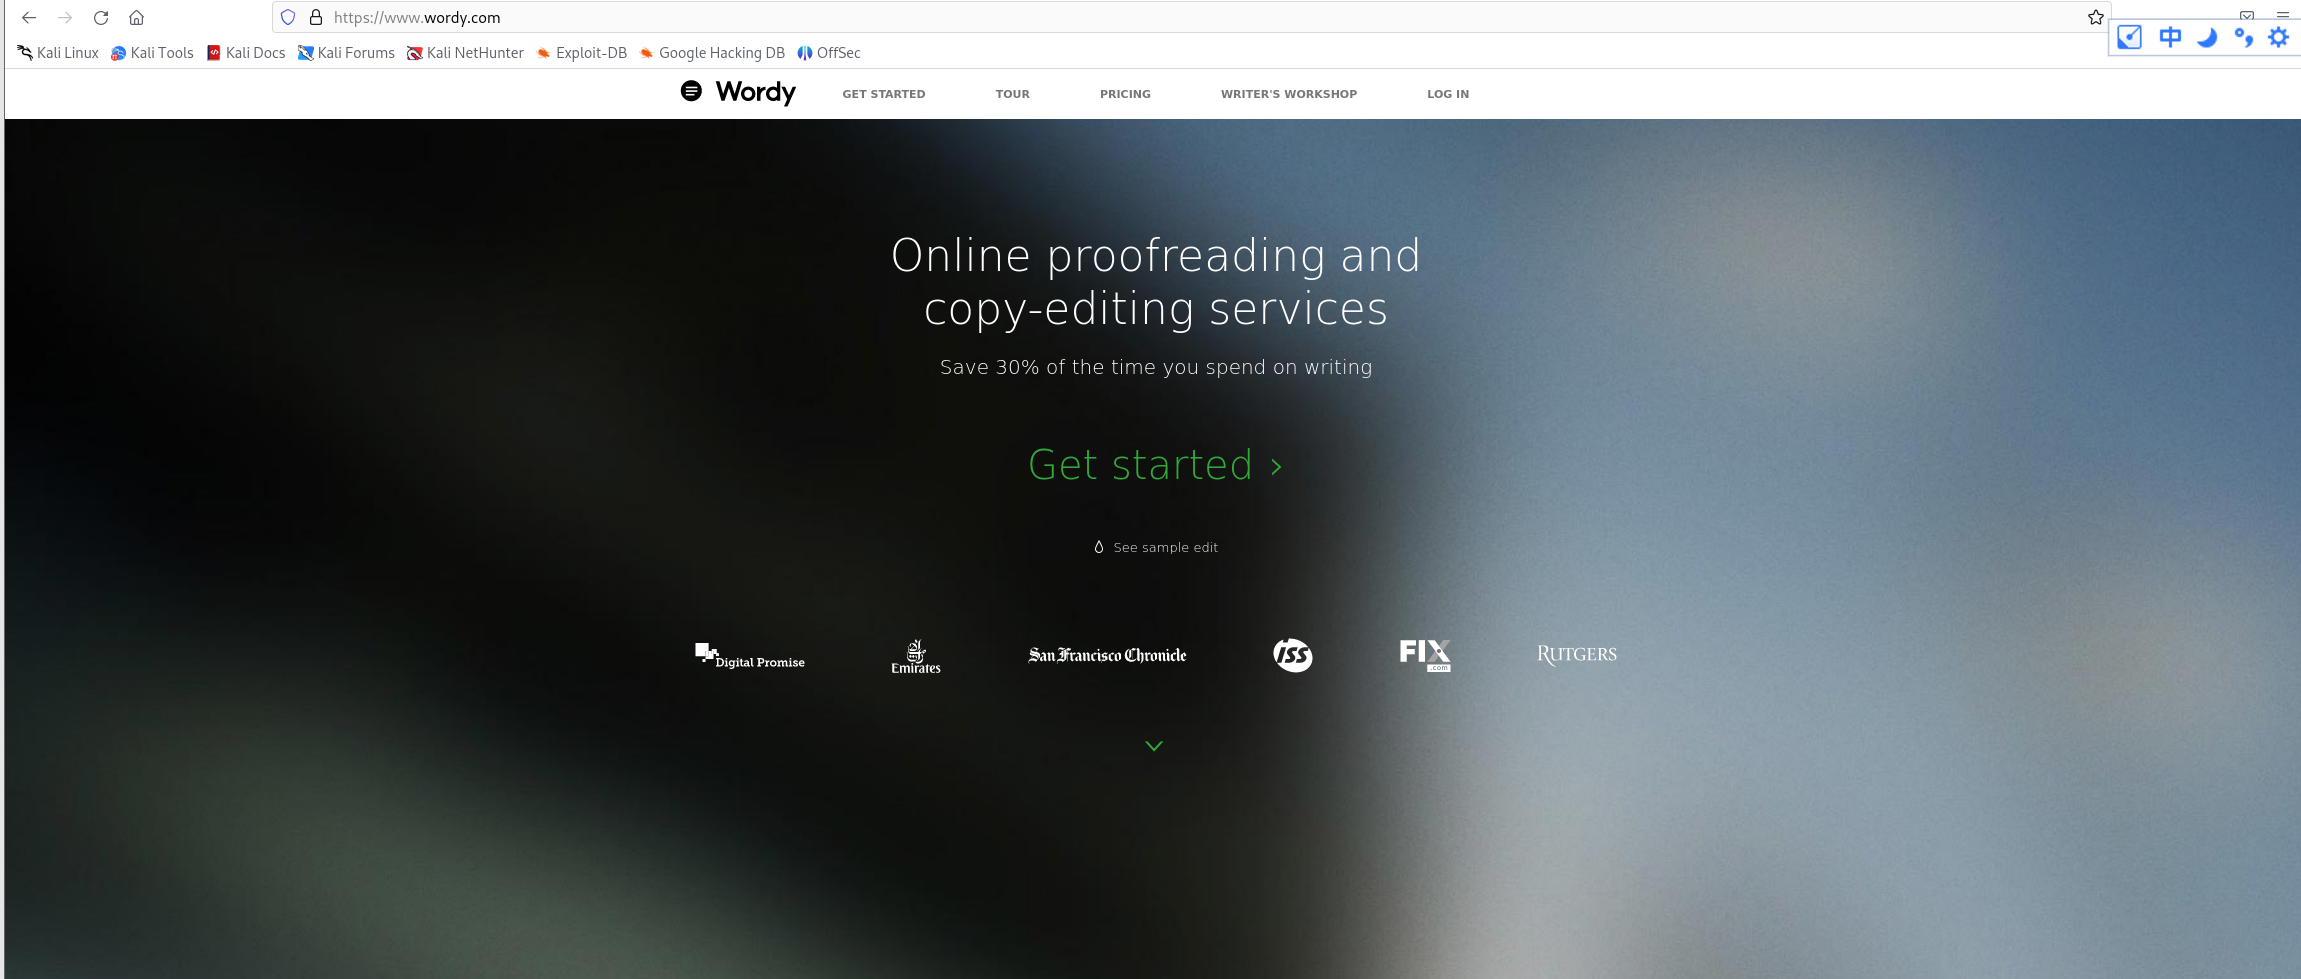 https://www.wordy.com
中
Kali Linux Kali Tools Kali Docs Kali Forums Kali NetHunter Exploit-DB Google Hacking DB OffSec
Wordy GET STARTED TOUR PRICING WRITER'S WORKSHOP LOG IN
Online proofreading and
copy-editing services
Save 30% of the time you spend on writing
Get started ›
See sample edit
Digital Promise Emirates San Francisco Chronicle iss FIX .com RUTGERS